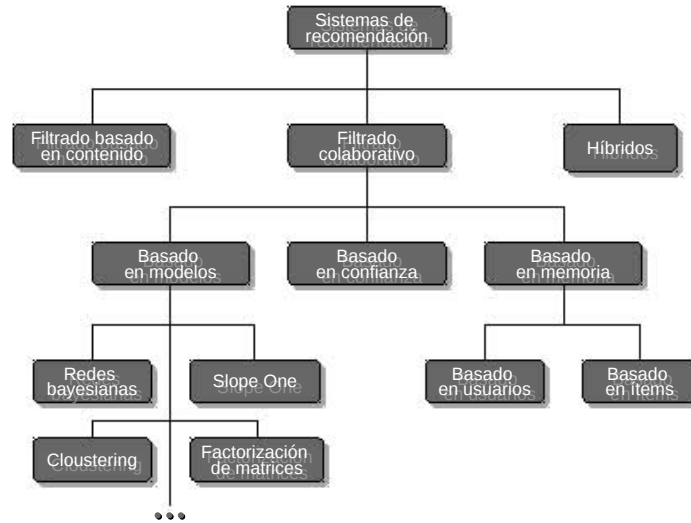 Sistemas de
recomendación
Filtrado basado
en contenido
Filtrado
colaborativo
Híbridos
Basado
en modelos
Basado
en confianza
Basado
en memoria
Redes
bayesianas
Slope One
Basado
en usuarios
Basado
en ítems
Cloustering
Factorización
de matrices
...